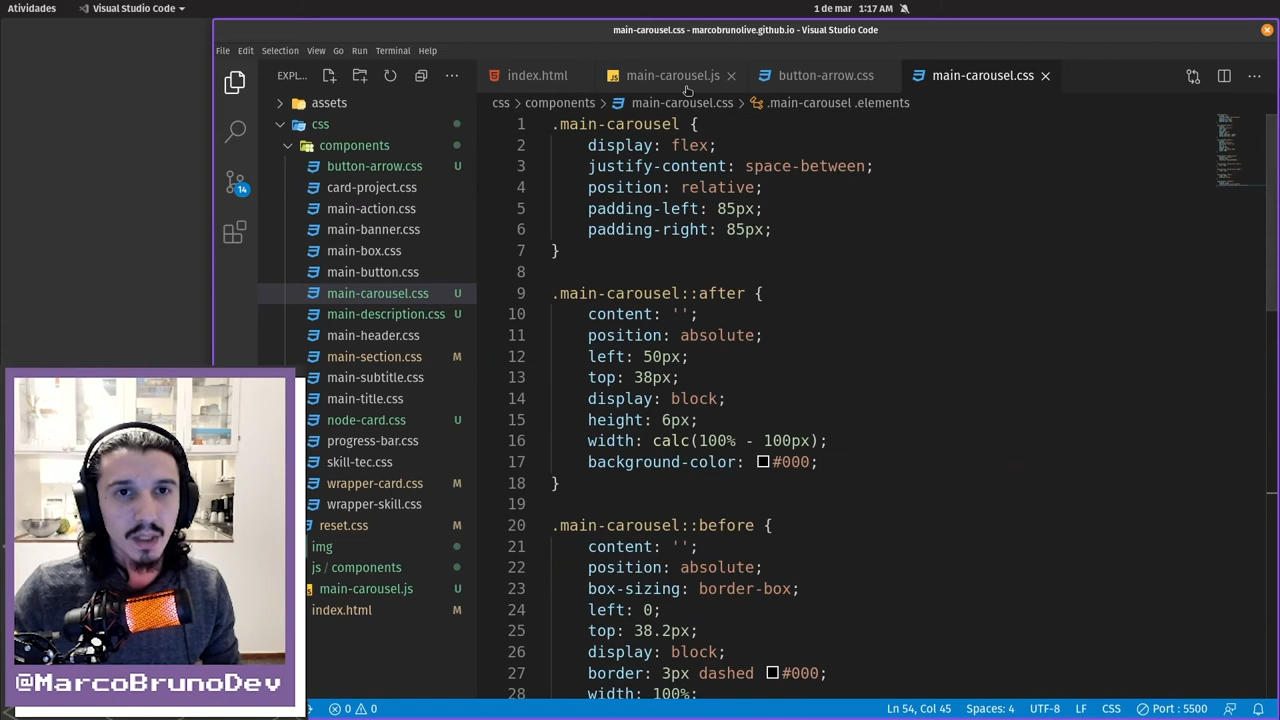 Atividades
Visual Studio Code
1 de mar 1:17 AM
main-carousel.css - marcobrunolive.github.io - Visual Studio Code
File Edit Selection View Go Run Terminal Help
EXPL...
index.html
main-carousel.js
button-arrow.css
main-carousel.css
css > components > main-carousel.css > .main-carousel .elements
assets
css
components
button-arrow.css U
card-project.css
main-action.css
main-banner.css
main-box.css
main-button.css
main-carousel.css U
main-description.css U
main-header.css
main-section.css M
main-subtitle.css
main-title.css
node-card.css U
progress-bar.css
skill-tec.css
wrapper-card.css M
wrapper-skill.css
reset.css M
img
js / components
main-carousel.js U
index.html M
14
1 .main-carousel {
2 display: flex;
3 justify-content: space-between;
4 position: relative;
5 padding-left: 85px;
6 padding-right: 85px;
7 }
8
9 .main-carousel::after {
10 content: '';
11 position: absolute;
12 left: 50px;
13 top: 38px;
14 display: block;
15 height: 6px;
16 width: calc(100% - 100px);
17 background-color: #000;
18 }
19
20 .main-carousel::before {
21 content: '';
22 position: absolute;
23 box-sizing: border-box;
24 left: 0;
25 top: 38.2px;
26 display: block;
27 border: 3px dashed #000;
28 width: 100%;
@MarcoBrunoDev
0 0
Ln 54, Col 45
Spaces: 4
UTF-8
LF
CSS
Port : 5500